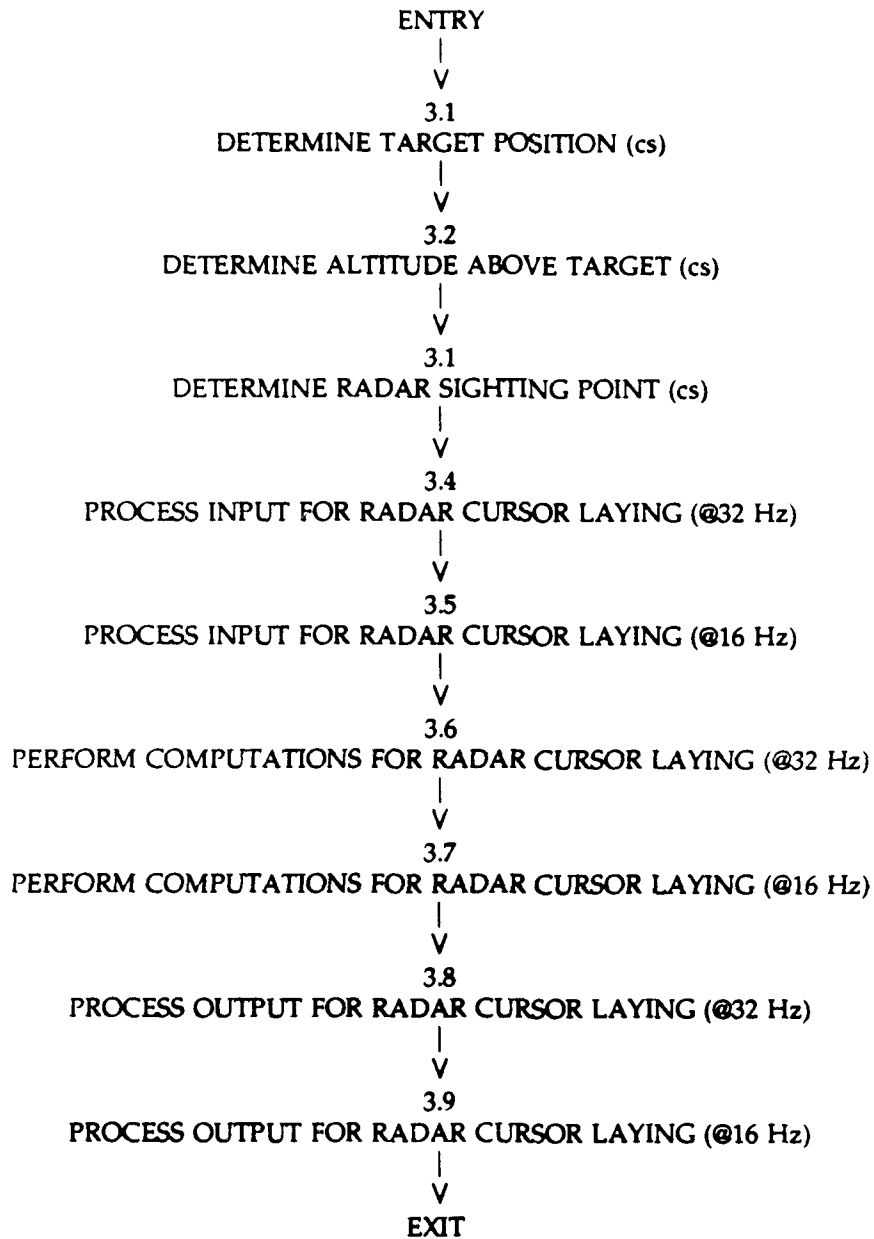 ENTRY
|
V
3.1
DETERMINE TARGET POSITION (cs)
|
V
3.2
DETERMINE ALTITUDE ABOVE TARGET (cs)
|
V
3.1
DETERMINE RADAR SIGHTING POINT (cs)
|
V
3.4
PROCESS INPUT FOR RADAR CURSOR LAYING (@32 Hz)
|
V
3.5
PROCESS INPUT FOR RADAR CURSOR LAYING (@16 Hz)
|
V
3.6
PERFORM COMPUTATIONS FOR RADAR CURSOR LAYING (@32 Hz)
|
V
3.7
PERFORM COMPUTATIONS FOR RADAR CURSOR LAYING (@16 Hz)
|
V
3.8
PROCESS OUTPUT FOR RADAR CURSOR LAYING (@32 Hz)
|
V
3.9
PROCESS OUTPUT FOR RADAR CURSOR LAYING (@16 Hz)
|
V
EXIT